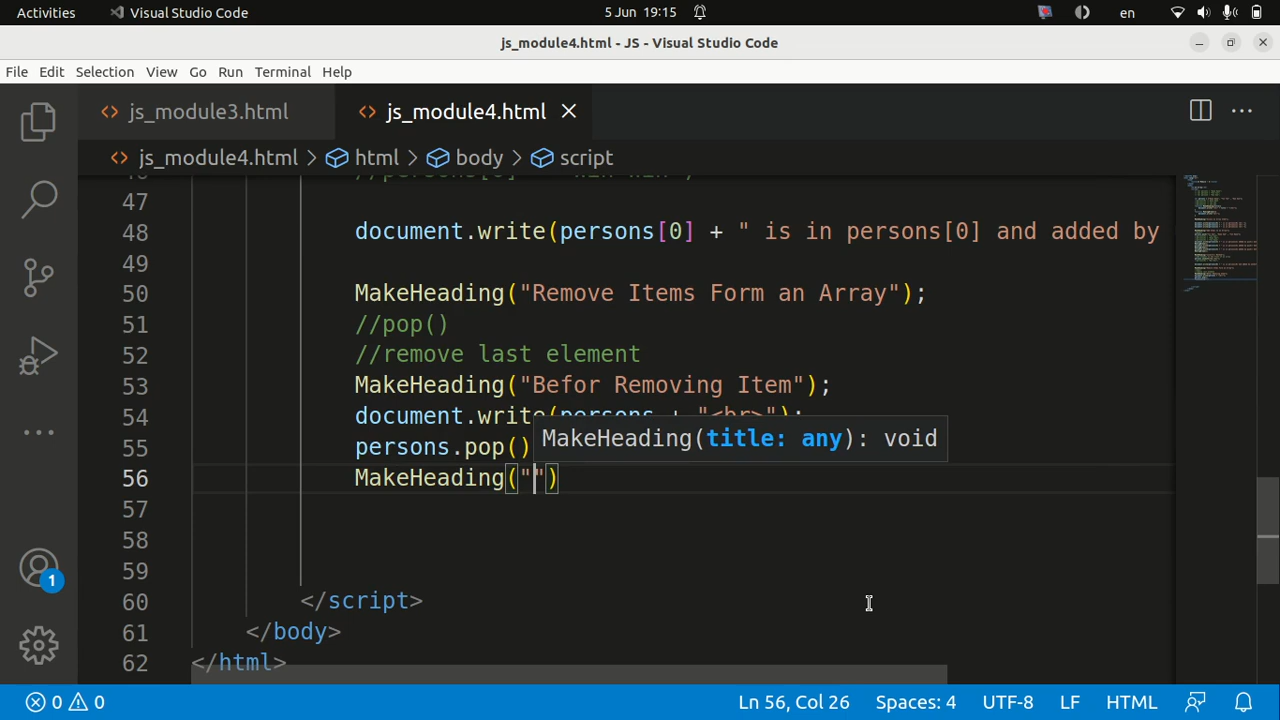 Activities Visual Studio Code 5 Jun 19:15 en
js_module4.html - JS - Visual Studio Code
File Edit Selection View Go Run Terminal Help
js_module3.html js_module4.html
js_module4.html > html > body > script
47
48 document.write(persons[0] + " is in persons[0] and added by
49
50 MakeHeading("Remove Items Form an Array");
51 //pop()
52 //remove last element
53 MakeHeading("Befor Removing Item");
54 document.write(persons + "<br>");
55 persons.pop()
MakeHeading(title: any): void
56 MakeHeading("")
57
58
59
60 </script>
61 </body>
62 </html>
1
0 0 Ln 56, Col 26 Spaces: 4 UTF-8 LF HTML